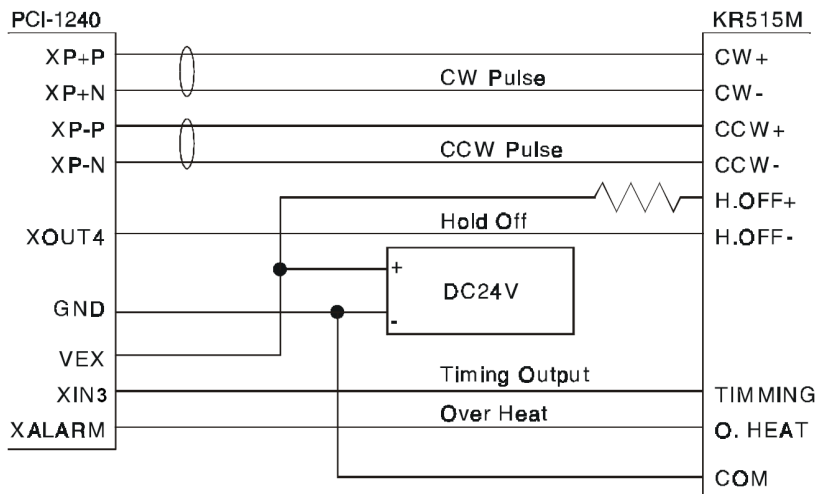 PCI-1240 KR515M
XP+P CW+
XP+N CW Pulse CW-
XP-P CCW+
XP-N CCW Pulse CCW-
H.OFF+
XOUT4 Hold Off H.OFF-
+
DC24V
GND -
VEX
XIN3 Timing Output TIMMING
XALARM Over Heat O. HEAT
COM